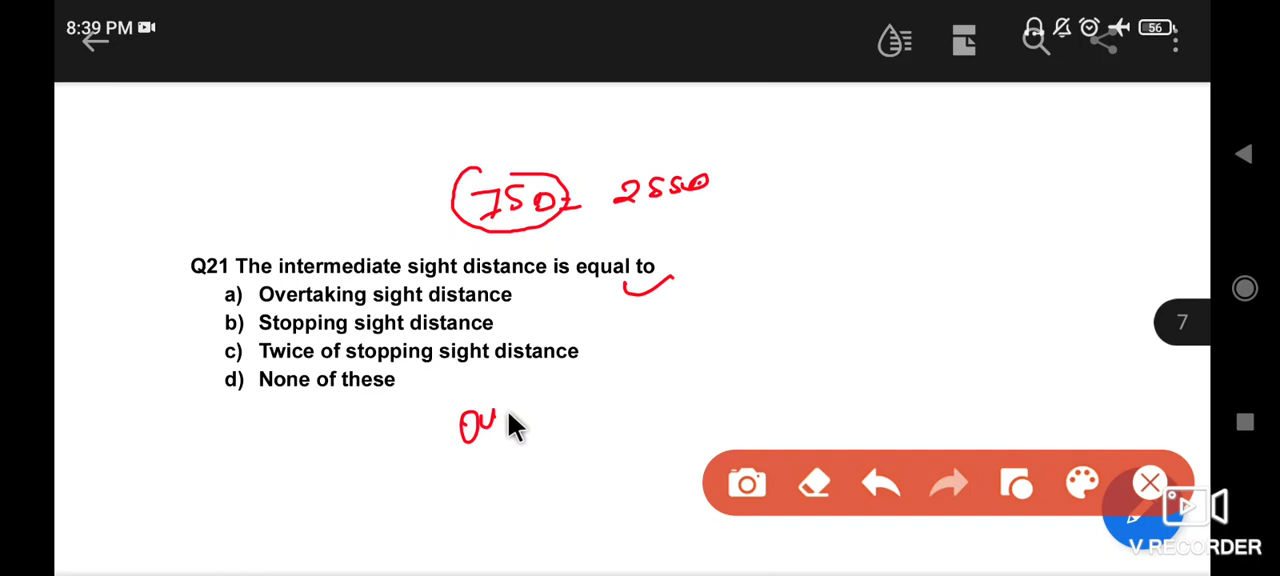 8:39 PM
56
750 2550
Q21 The intermediate sight distance is equal to
a) Overtaking sight distance
b) Stopping sight distance
c) Twice of stopping sight distance
d) None of these
7
V RECORDER